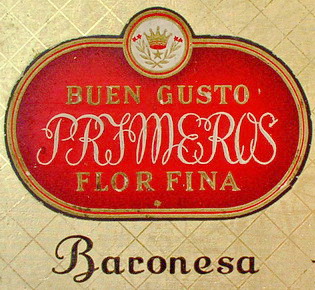 BUEN GUSTO
PRIMEROS
FLOR FINA
Baronesa